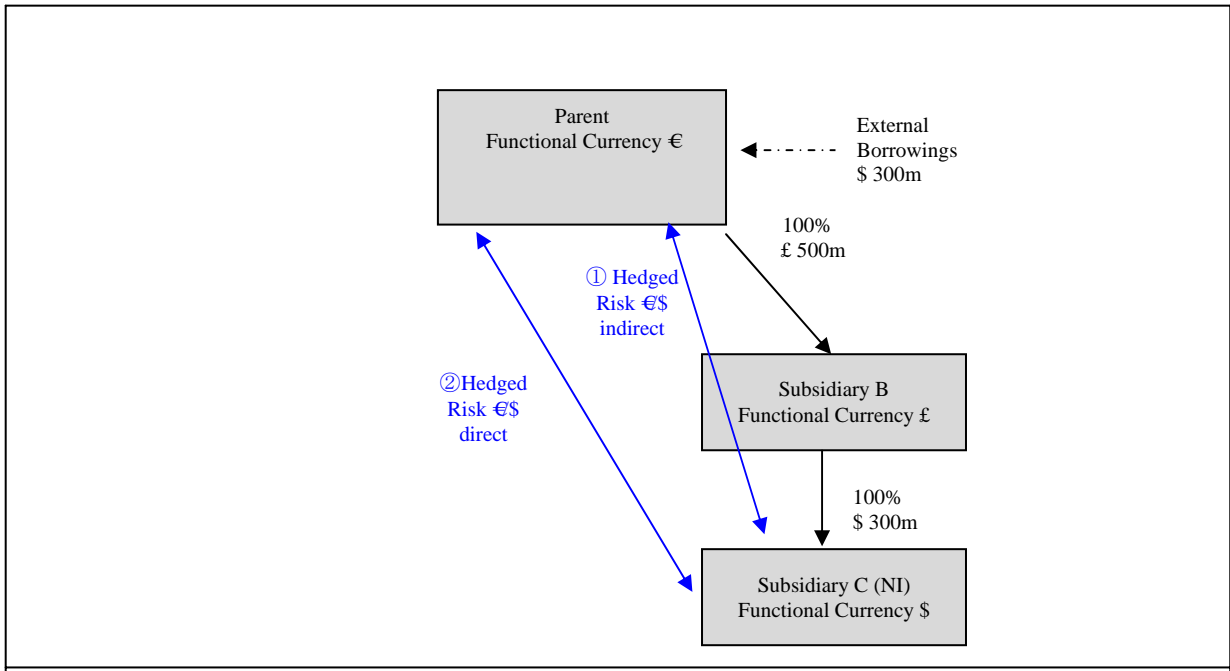 Parent
Functional Currency €
External
Borrowings
$ 300m
100%
£ 500m
① Hedged
Risk €/$
indirect
②Hedged
Risk €/$
direct
Subsidiary B
Functional Currency £
100%
$ 300m
Subsidiary C (NI)
Functional Currency $